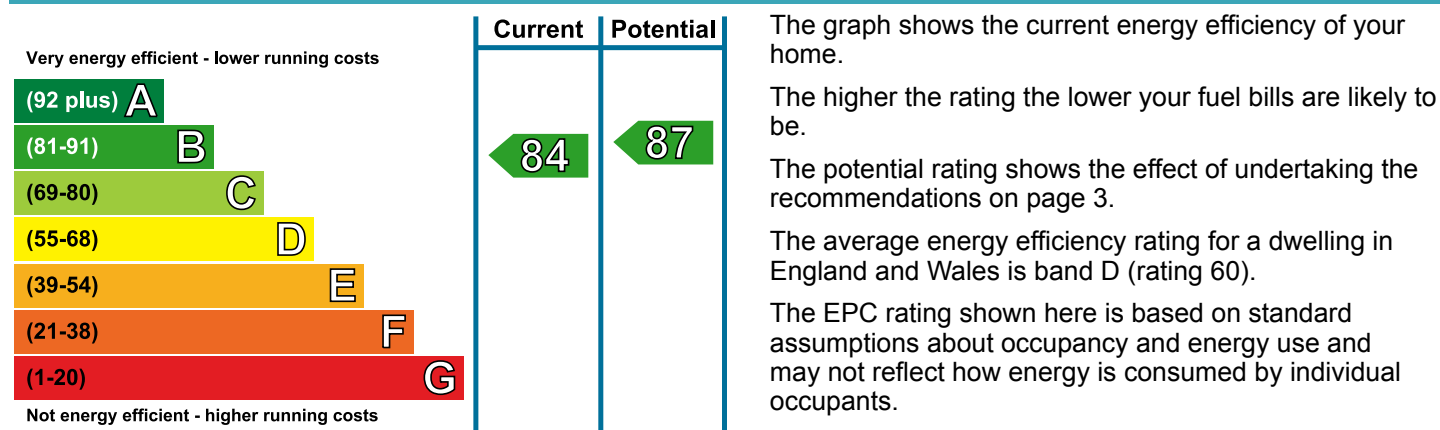 Current Potential
Very energy efficient - lower running costs
(92 plus) A
(81-91) B
(69-80) C
(55-68) D
(39-54) E
(21-38) F
(1-20) G
Not energy efficient - higher running costs
84 87
The graph shows the current energy efficiency of your
home.
The higher the rating the lower your fuel bills are likely to
be.
The potential rating shows the effect of undertaking the
recommendations on page 3.
The average energy efficiency rating for a dwelling in
England and Wales is band D (rating 60).
The EPC rating shown here is based on standard
assumptions about occupancy and energy use and
may not reflect how energy is consumed by individual
occupants.